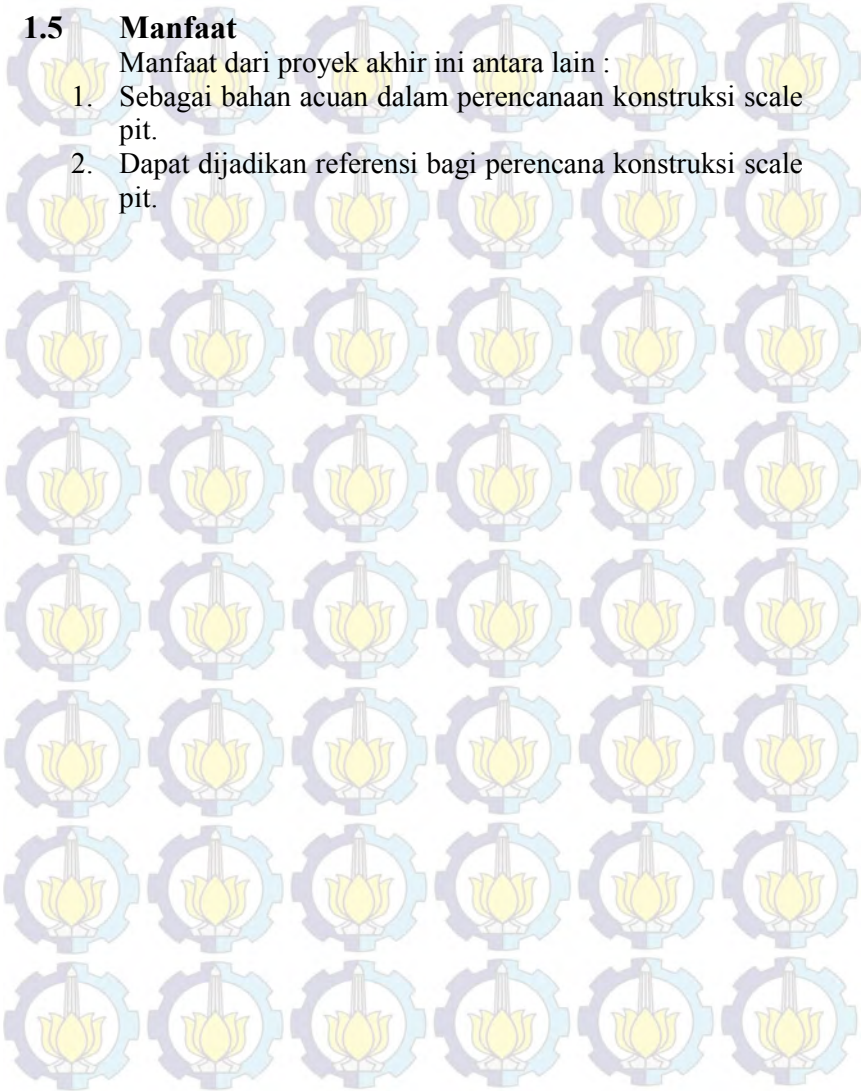 1.5 Manfaat
Manfaat dari proyek akhir ini antara lain :
1. Sebagai bahan acuan dalam perencanaan konstruksi scale
pit.
2. Dapat dijadikan referensi bagi perencana konstruksi scale
pit.